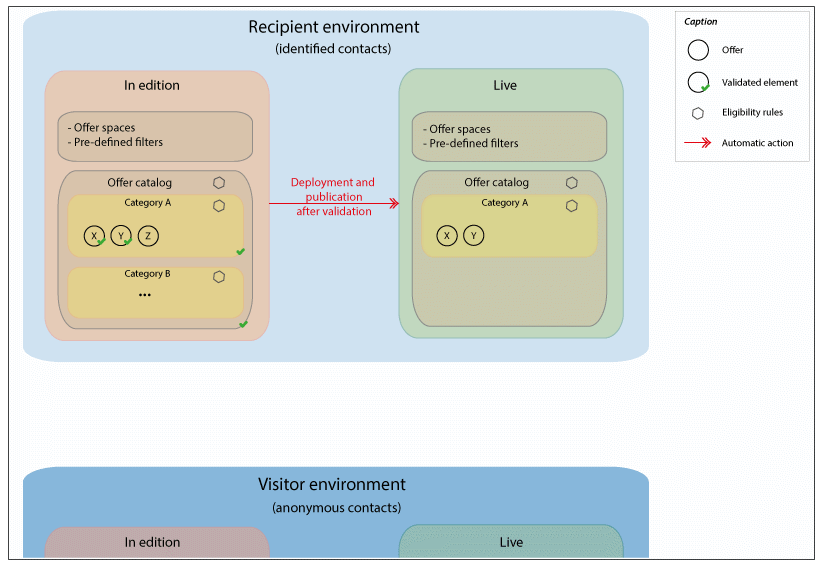 Recipient environment
(identified contacts)
In edition
- Offer spaces
- Pre-defined filters
Offer catalog
Category A
X
Y
Z
Category B
...
Deployment and
publication
after validation
Live
- Offer spaces
- Pre-defined filters
Offer catalog
Category A
X
Y
Caption
Offer
Validated element
Eligibility rules
Automatic action
Visitor environment
(anonymous contacts)
In edition
Live